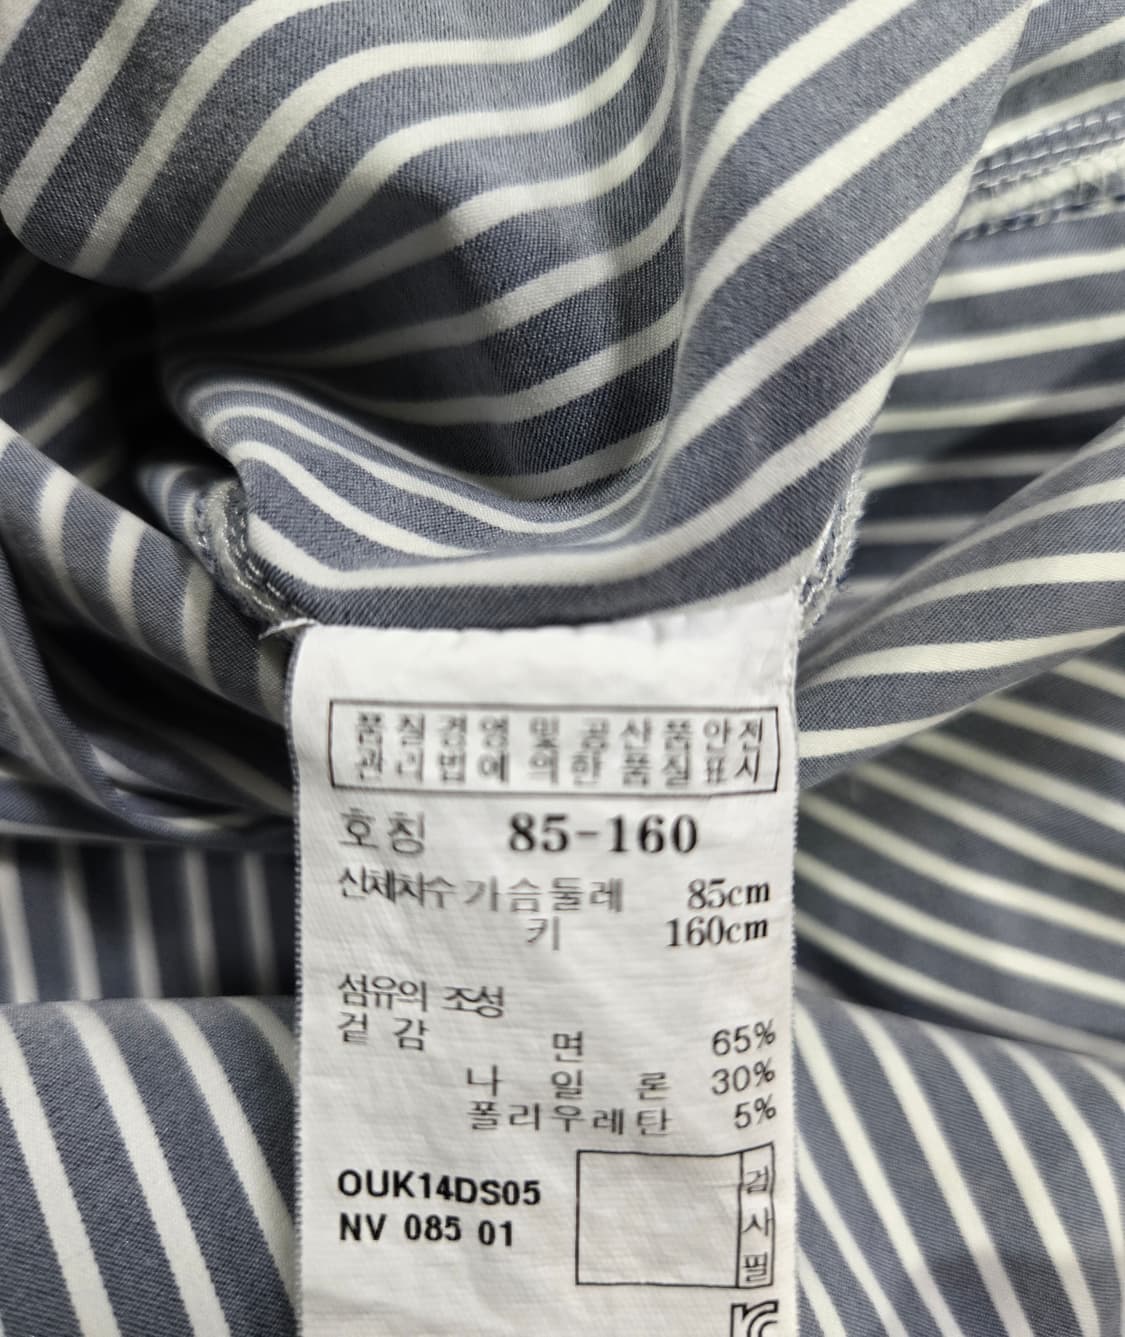 품질경영 및 공산품안전
관리법에 의한 품질표시
호칭 85-160
신체치수 가슴둘레 85cm
키 160cm
섬유의 조성
겉감 면 65%
나일론 30%
폴리우레탄 5%
OUK14DS05
NV 085 01
검사필